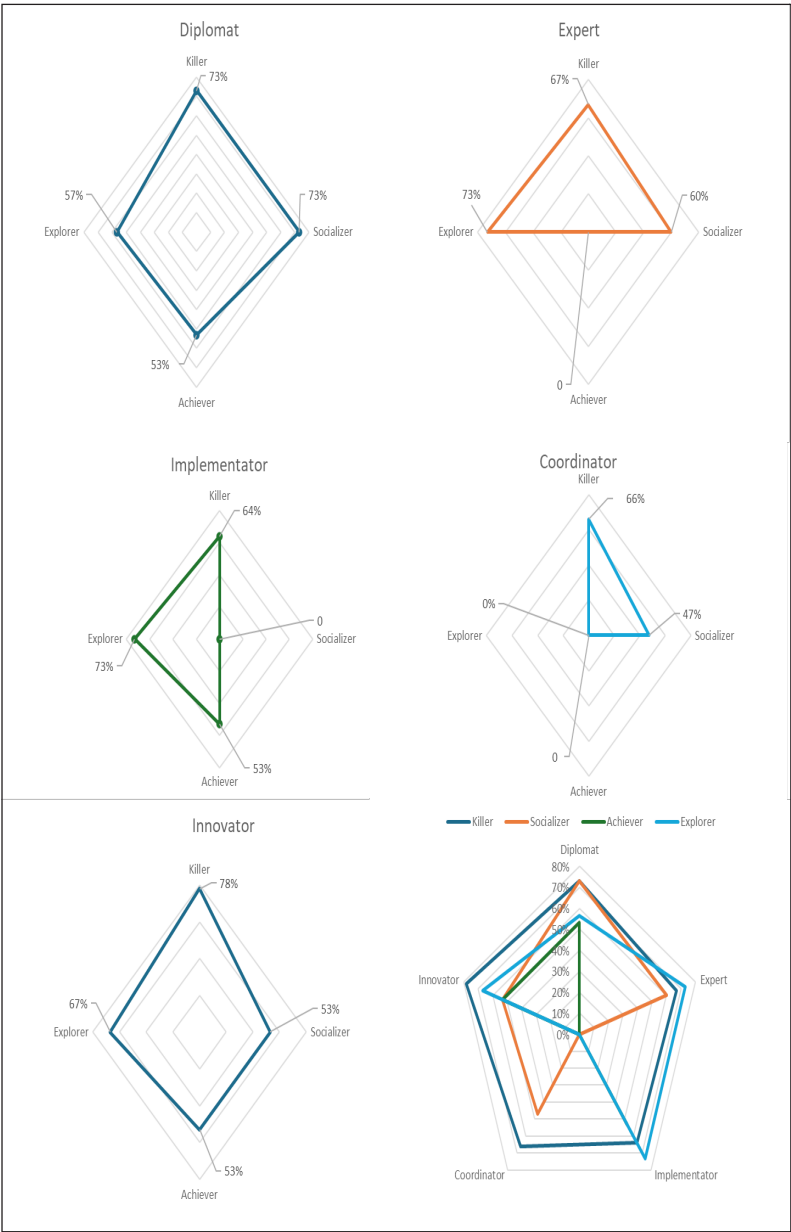 Diplomat
Killer
73%
57%
73%
Explorer
Socializer
53%
Achiever
Expert
Killer
67%
73%
60%
Explorer
Socializer
0
Achiever
Implementator
Killer
64%
0
Explorer
Socializer
73%
53%
Achiever
Coordinator
Killer
66%
0%
47%
Explorer
Socializer
0
Achiever
Innovator
Killer
78%
67%
53%
Explorer
Socializer
53%
Achiever
Killer Socializer Achiever Explorer
Diplomat
80%
70%
60%
50%
40%
30%
20%
10%
0%
Innovator
Expert
Coordinator
Implementator